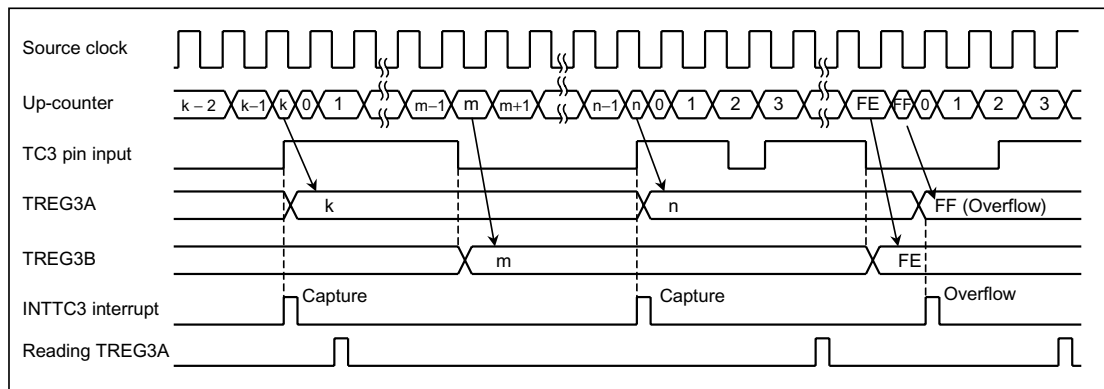 Source clock
Up-counter k – 2 k–1 k 0 1 m–1 m m+1 n–1 n 0 1 2 3 FE FF 0 1 2 3
TC3 pin input
TREG3A k n FF (Overflow)
TREG3B m FE
INTTC3 interrupt Capture Capture Overflow
Reading TREG3A